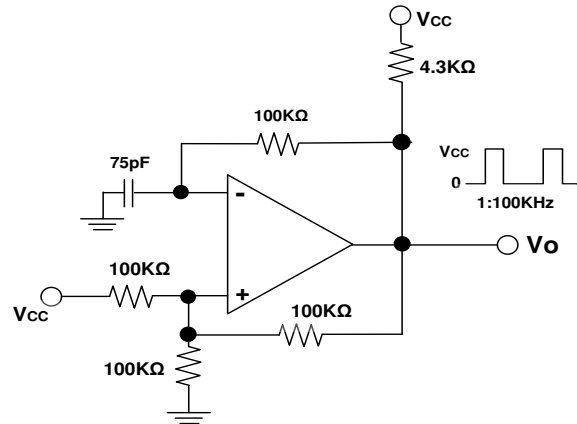 Vcc
4.3KΩ
100KΩ
75pF
Vcc
0
1:100KHz
-
Vo
100KΩ
+
100KΩ
Vcc
100KΩ